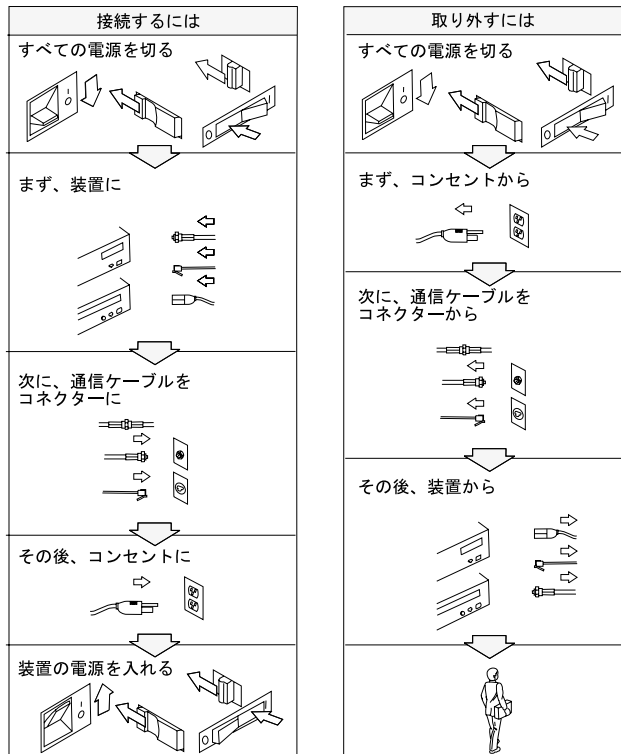 接続するには
すべての電源を切る
まず、装置に
次に、通信ケーブルを
コネクターに
その後、コンセントに
装置の電源を入れる
取り外すには
すべての電源を切る
まず、コンセントから
次に、通信ケーブルを
コネクターから
その後、装置から